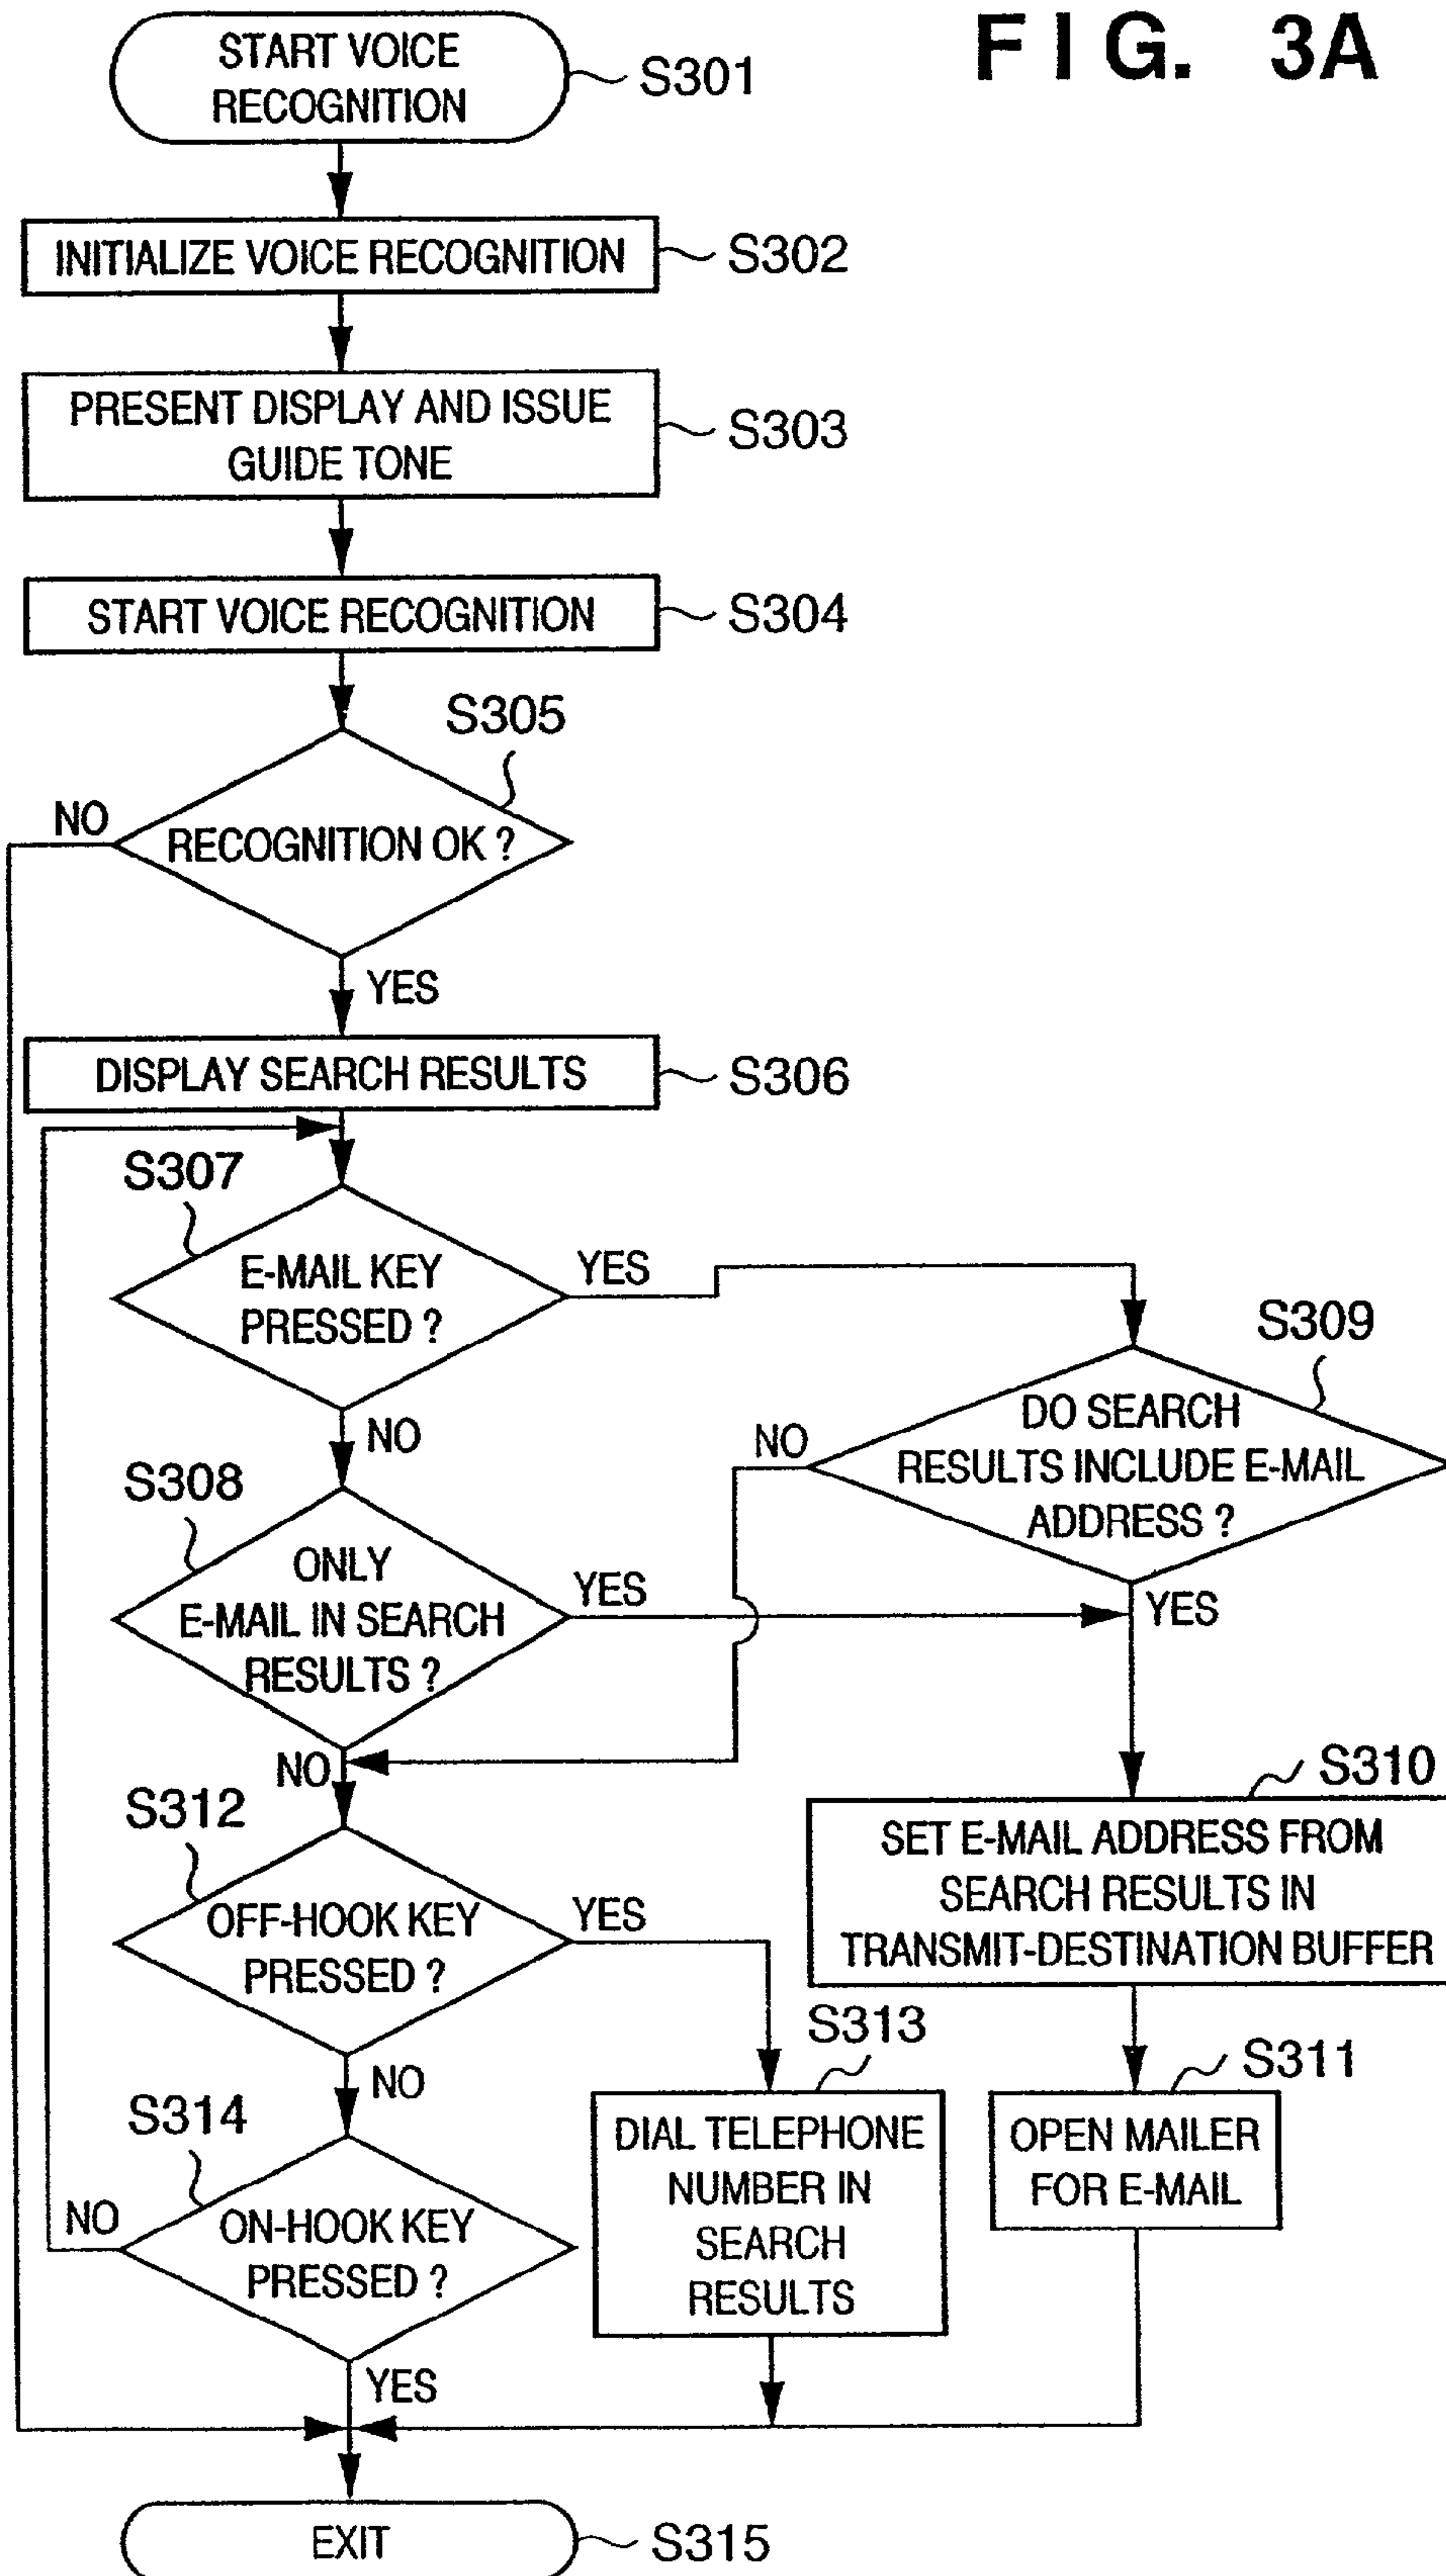 FIG. 3A
START VOICE
RECOGNITION
S301
INITIALIZE VOICE RECOGNITION
S302
PRESENT DISPLAY AND ISSUE
GUIDE TONE
S303
START VOICE RECOGNITION
S304
S305
NO
RECOGNITION OK ?
YES
DISPLAY SEARCH RESULTS
S306
S307
E-MAIL KEY
PRESSED ?
YES
NO
S309
DO SEARCH
RESULTS INCLUDE E-MAIL
ADDRESS ?
NO
YES
S308
ONLY
E-MAIL IN SEARCH
RESULTS ?
YES
NO
S310
SET E-MAIL ADDRESS FROM
SEARCH RESULTS IN
TRANSMIT-DESTINATION BUFFER
S312
OFF-HOOK KEY
PRESSED ?
YES
NO
S313
DIAL TELEPHONE
NUMBER IN
SEARCH
RESULTS
S311
OPEN MAILER
FOR E-MAIL
S314
NO
ON-HOOK KEY
PRESSED ?
YES
EXIT
S315